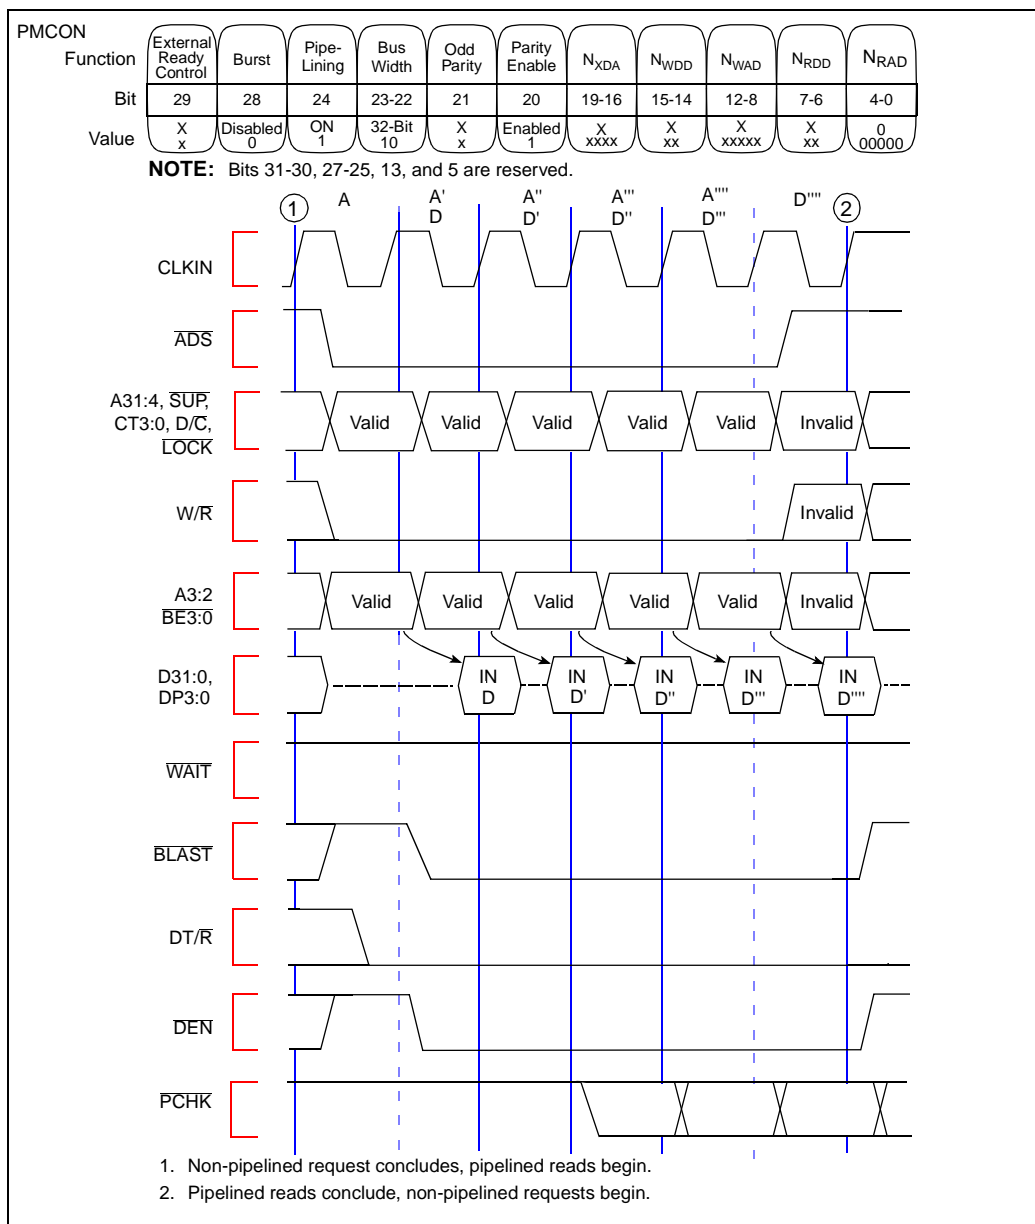 PMCON
Function
External Ready Control
Burst
Pipe-Lining
Bus Width
Odd Parity
Parity Enable
NXDA
NWDD
NWAD
NRDD
NRAD
Bit
29
28
24
23-22
21
20
19-16
15-14
12-8
7-6
4-0
Value
X x
Disabled 0
ON 1
32-Bit 10
X x
Enabled 1
X xxxx
X xx
X xxxxx
X xx
0 00000
NOTE: Bits 31-30, 27-25, 13, and 5 are reserved.
1
A
A' D
A'' D'
A''' D''
A'''' D'''
D''''
2
CLKIN
ADS
A31:4, SUP,
CT3:0, D/C,
LOCK
Valid Valid Valid Valid Valid Invalid
W/R
Invalid
A3:2
BE3:0
Valid Valid Valid Valid Valid Invalid
D31:0,
DP3:0
IN D
IN D'
IN D''
IN D'''
IN D''''
WAIT
BLAST
DT/R
DEN
PCHK
1. Non-pipelined request concludes, pipelined reads begin.
2. Pipelined reads conclude, non-pipelined requests begin.